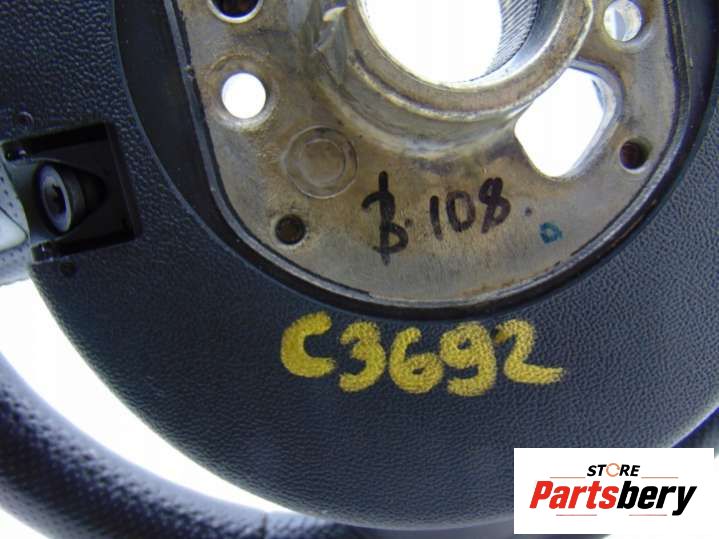 B.108.
C3692
STORE
Partsbery